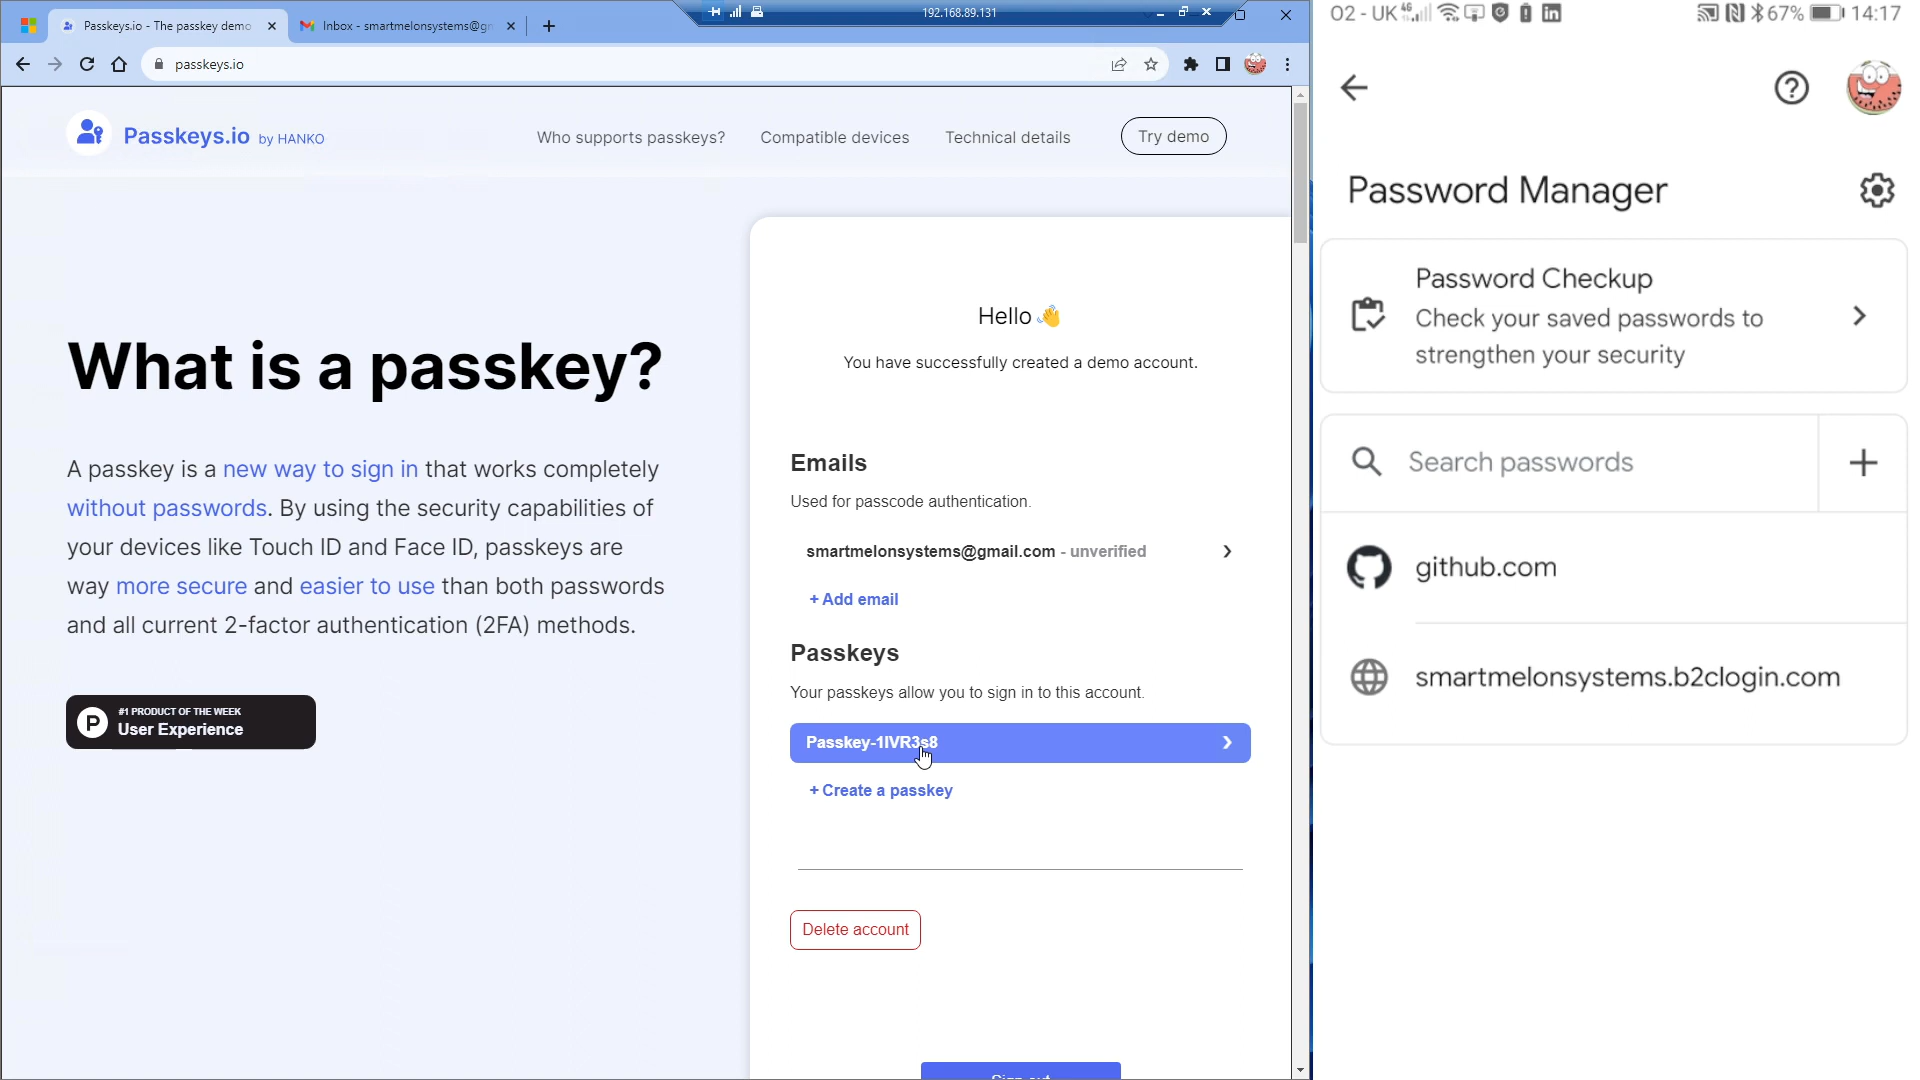 Passkeys.io - The passkey demo
Inbox - smartmelonsystems@gr
192.168.89.131
passkeys.io
Passkeys.io by HANKO
Who supports passkeys?
Compatible devices
Technical details
Try demo
What is a passkey?
A passkey is a new way to sign in that works completely
without passwords. By using the security capabilities of
your devices like Touch ID and Face ID, passkeys are
way more secure and easier to use than both passwords
and all current 2-factor authentication (2FA) methods.
P
#1 PRODUCT OF THE WEEK
User Experience
Hello 👋
You have successfully created a demo account.
Emails
Used for passcode authentication.
smartmelonsystems@gmail.com - unverified
+ Add email
Passkeys
Your passkeys allow you to sign in to this account.
Passkey-1IVR3s8
+ Create a passkey
Delete account
Sign out
O2 - UK 4G
in
67%
14:17
Password Manager
Password Checkup
Check your saved passwords to
strengthen your security
Search passwords
github.com
smartmelonsystems.b2clogin.com